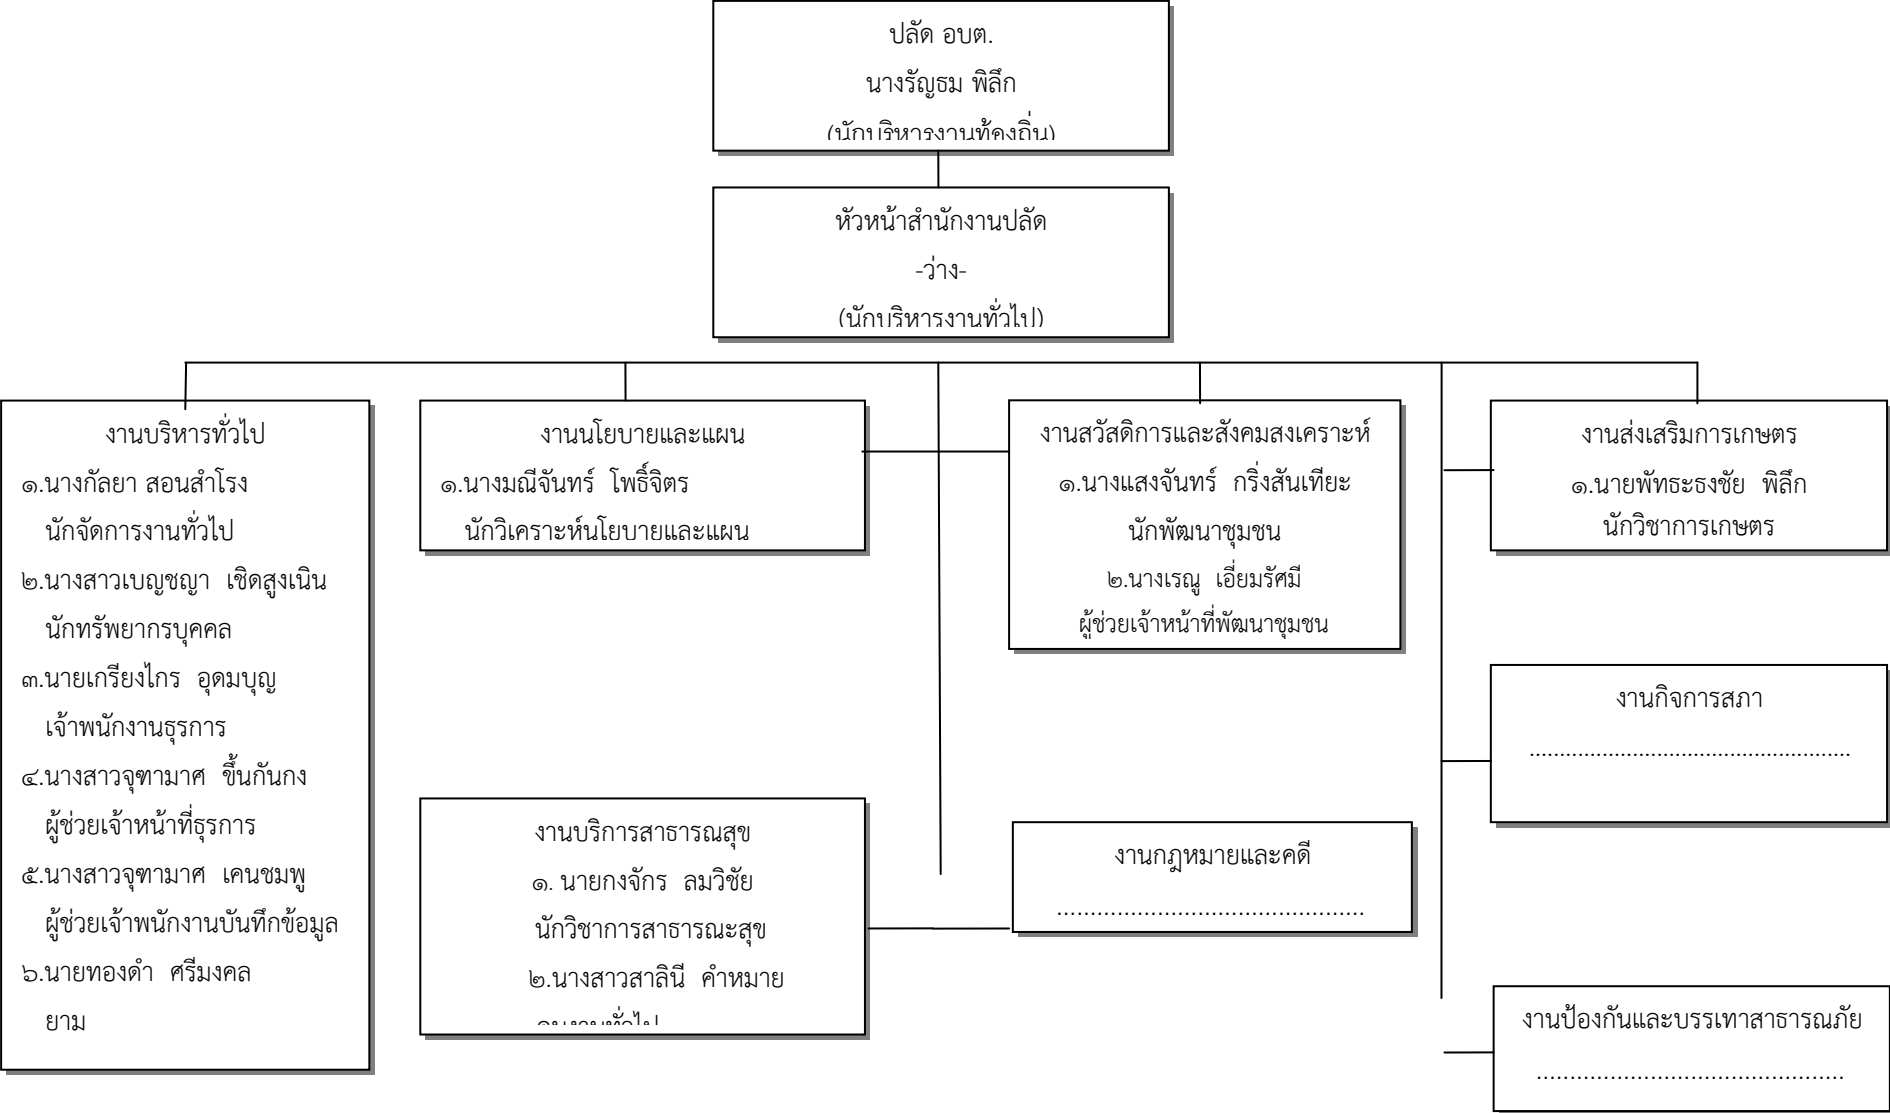 ปลัด อบต.
นางรัญธม พิลึก
(นักบริหารงานท้องถิ่น)
หัวหน้าสำนักงานปลัด
-ว่าง-
(นักบริหารงานทั่วไป)
งานบริหารทั่วไป
๑.นางกัลยา สอนสำโรง
นักจัดการงานทั่วไป
๒.นางสาวเบญชญา เชิดสูงเนิน
นักทรัพยากรบุคคล
๓.นายเกรียงไกร อุดมบุญ
เจ้าพนักงานธุรการ
๔.นางสาวจุฑามาศ ขึ้นกันกง
ผู้ช่วยเจ้าหน้าที่ธุรการ
๕.นางสาวจุฑามาศ เคนชมพู
ผู้ช่วยเจ้าพนักงานบันทึกข้อมูล
๖.นายทองดำ ศรีมงคล
ยาม
งานนโยบายและแผน
๑.นางมณีจันทร์ โพธิ์จิตร
นักวิเคราะห์นโยบายและแผน
งานสวัสดิการและสังคมสงเคราะห์
๑.นางแสงจันทร์ กริ่งสันเทียะ
นักพัฒนาชุมชน
๒.นางเรณู เอี่ยมรัศมี
ผู้ช่วยเจ้าหน้าที่พัฒนาชุมชน
งานส่งเสริมการเกษตร
๑.นายพัทธะธงชัย พิลึก
นักวิชาการเกษตร
งานกิจการสภา
.....................................................
งานบริการสาธารณสุข
๑. นายกงจักร ลมวิชัย
นักวิชาการสาธารณะสุข
๒.นางสาวสาลินี คำหมาย
คนงานทั่วไป
งานกฎหมายและคดี
..............................................
งานป้องกันและบรรเทาสาธารณภัย
..............................................